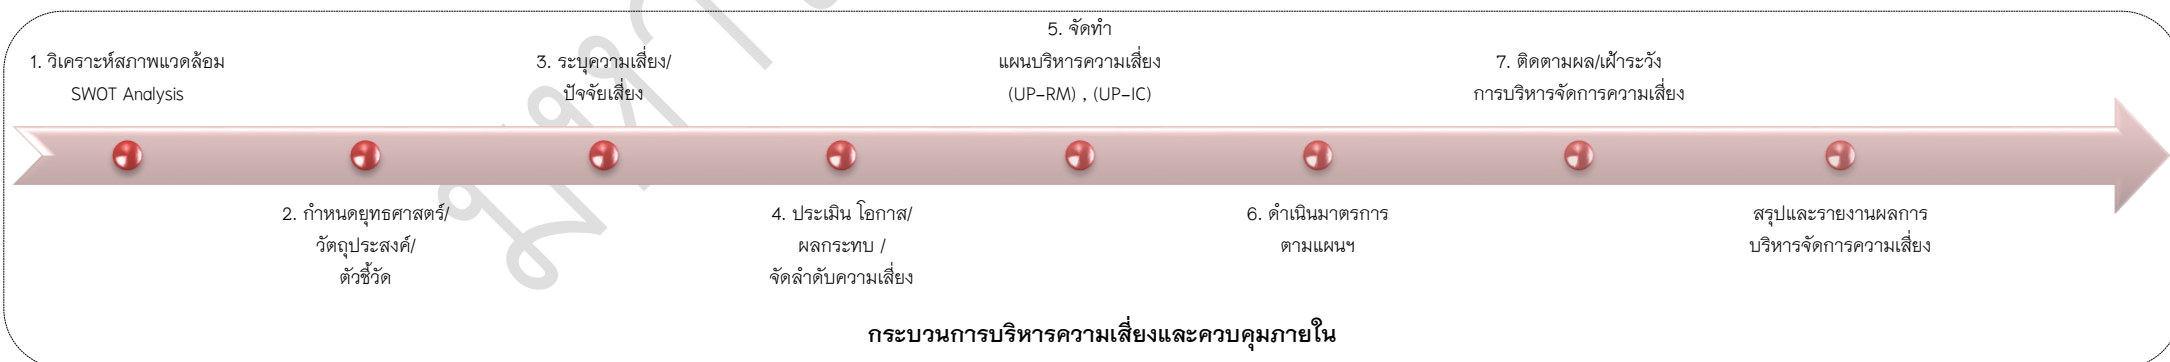 1. วิเคราะห์สภาพแวดล้อม
SWOT Analysis
2. กำหนดยุทธศาสตร์/
วัตถุประสงค์/
ตัวชี้วัด
3. ระบุความเสี่ยง/
ปัจจัยเสี่ยง
4. ประเมิน โอกาส/
ผลกระทบ /
จัดลำดับความเสี่ยง
5. จัดทำ
แผนบริหารความเสี่ยง
(UP-RM) , (UP-IC)
6. ดำเนินมาตรการ
ตามแผนฯ
7. ติดตามผล/เฝ้าระวัง
การบริหารจัดการความเสี่ยง
สรุปและรายงานผลการ
บริหารจัดการความเสี่ยง
กระบวนการบริหารความเสี่ยงและควบคุมภายใน